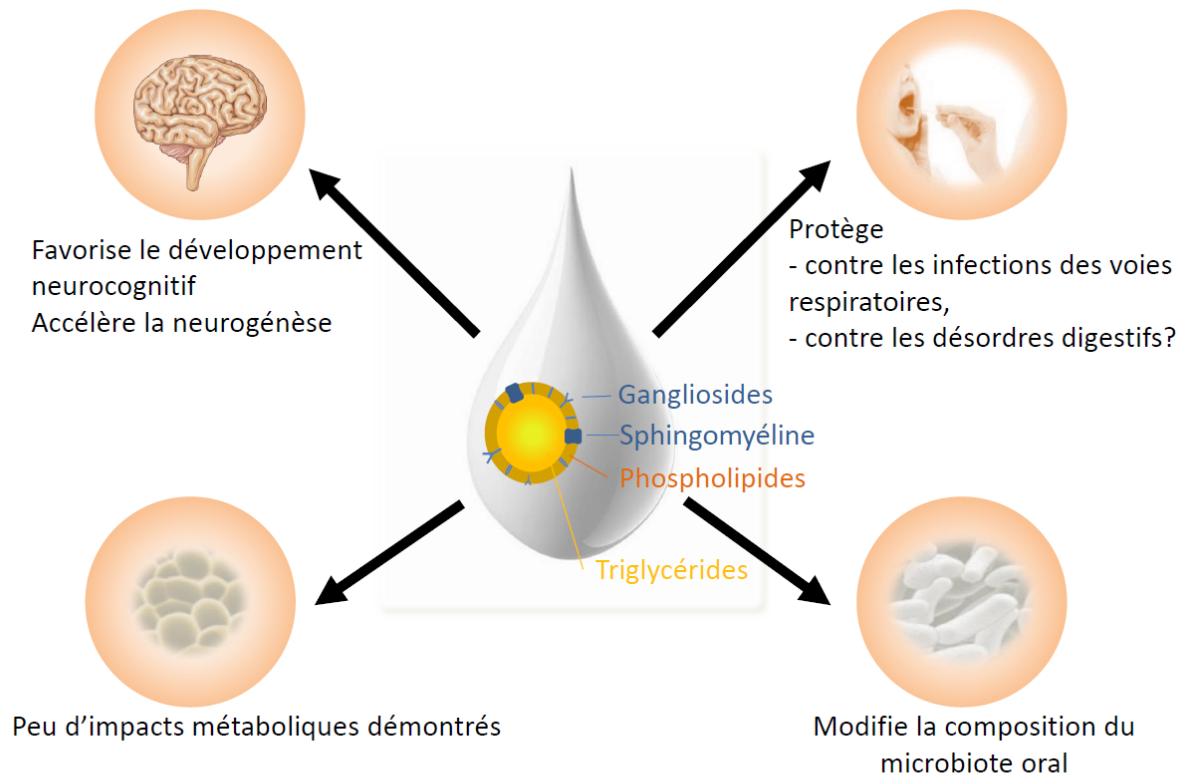 Favorise le développement
neurocognitif
Accélère la neurogénèse
Protège
- contre les infections des voies
respiratoires,
- contre les désordres digestifs?
Gangliosides
Sphingomyéline
Phospholipides
Triglycérides
Peu d’impacts métaboliques démontrés
Modifie la composition du
microbiote oral